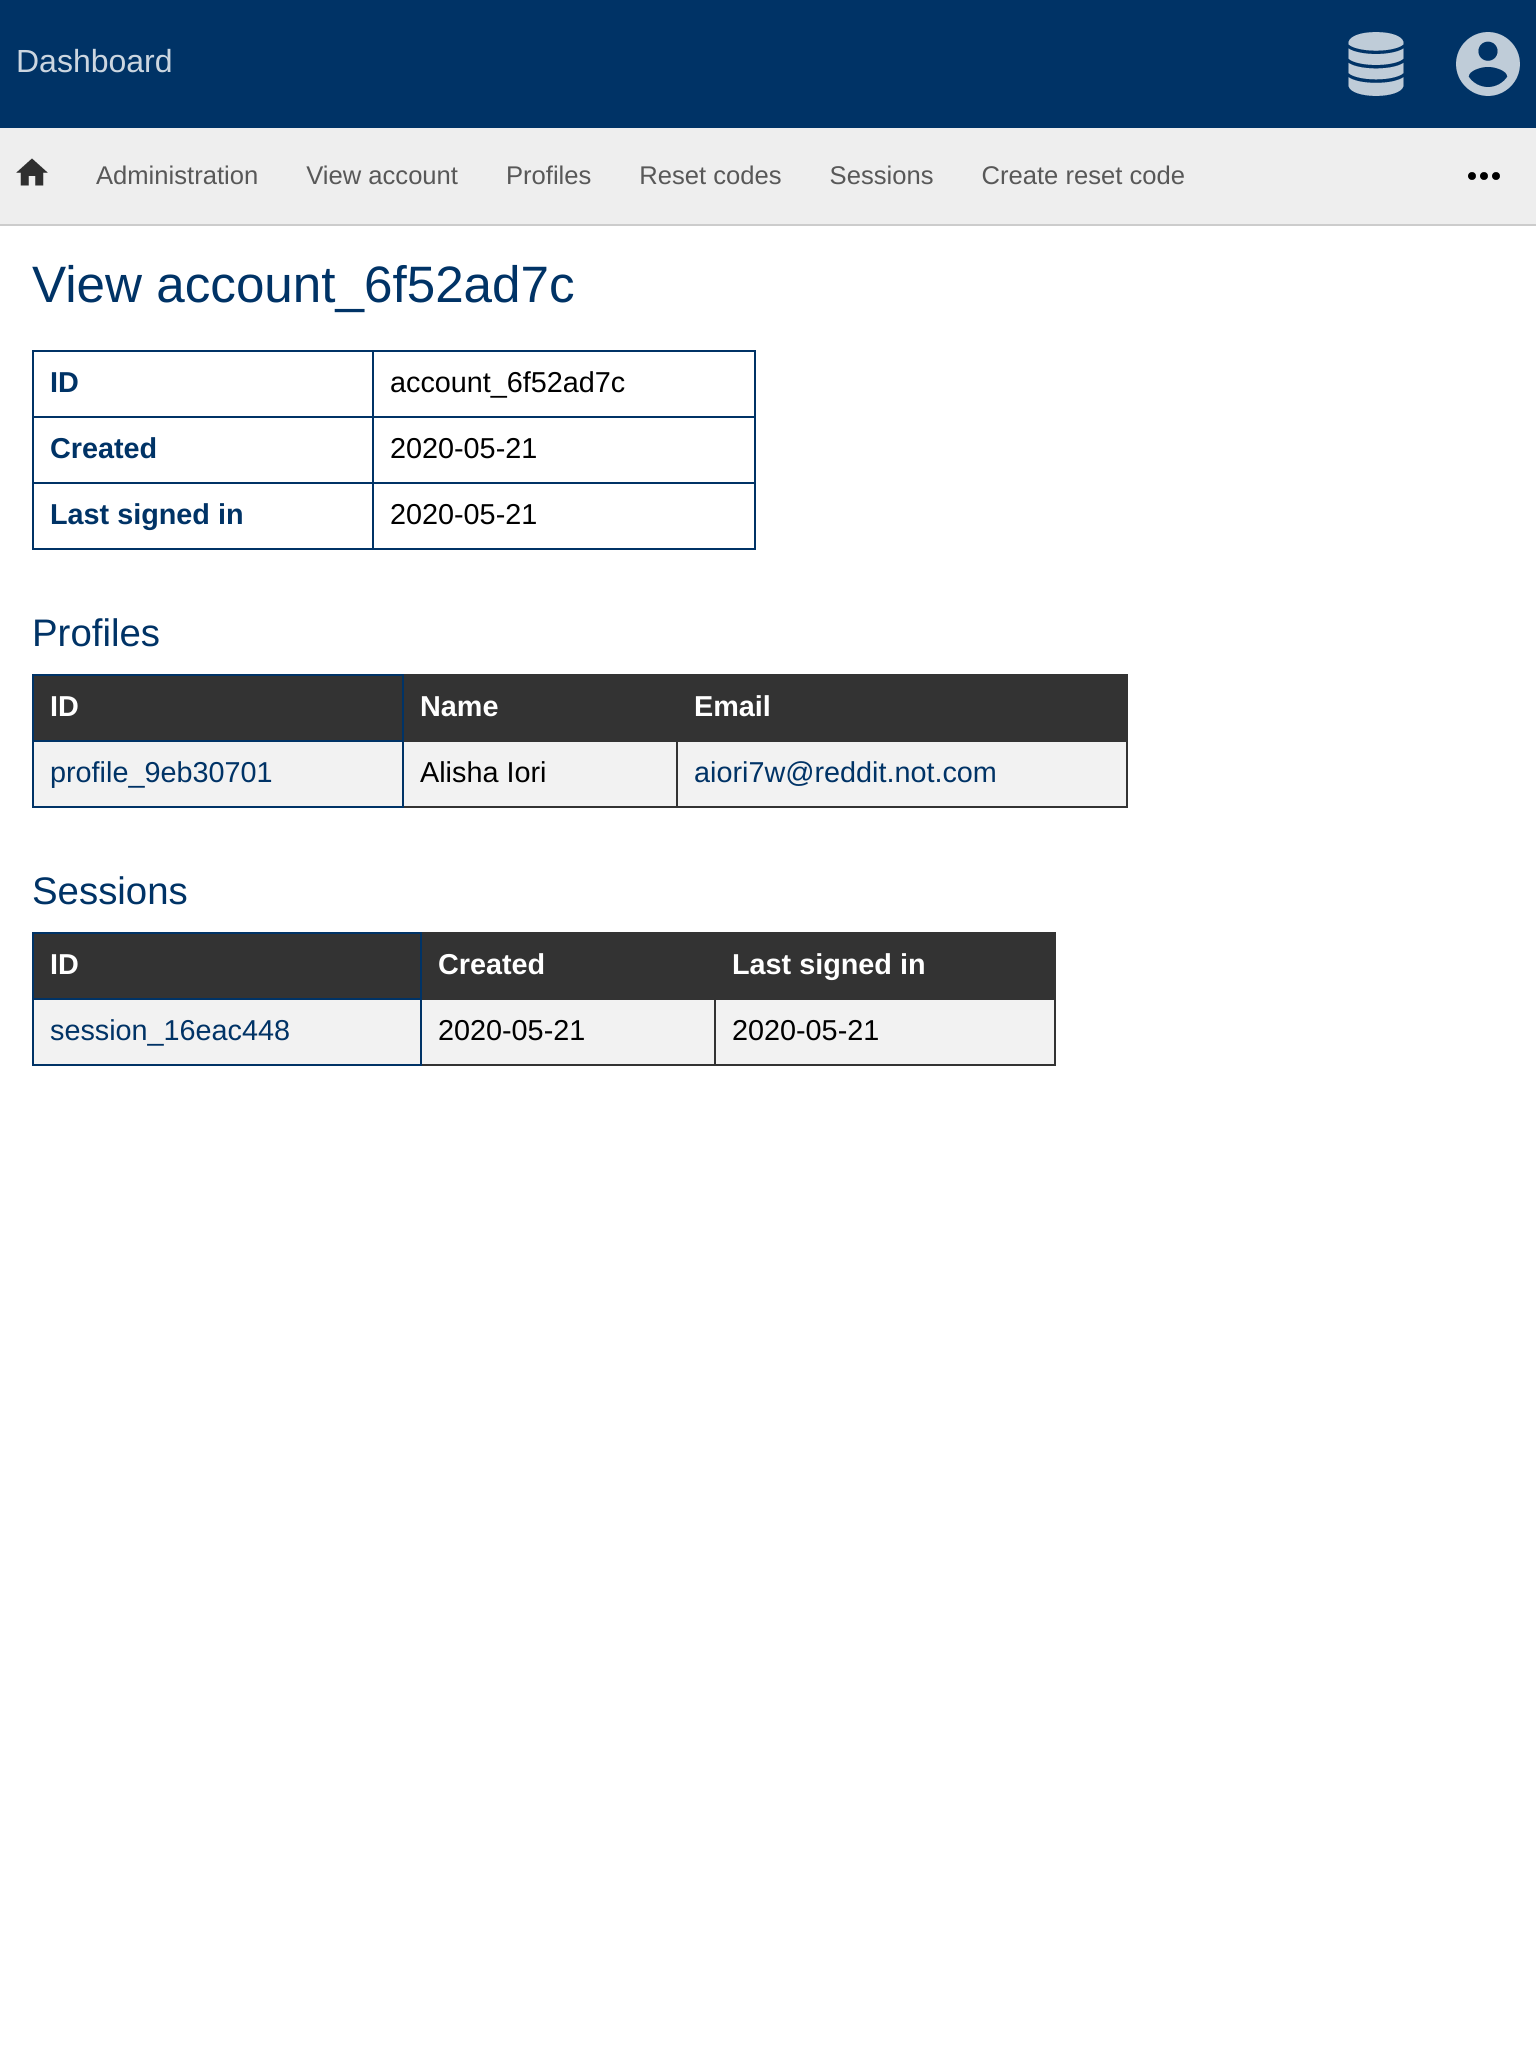 Dashboard
Administration View account Profiles Reset codes Sessions Create reset code
View account_6f52ad7c
ID account_6f52ad7c
Created 2020-05-21
Last signed in 2020-05-21
Profiles
ID Name Email
profile_9eb30701 Alisha Iori aiori7w@reddit.not.com
Sessions
ID Created Last signed in
session_16eac448 2020-05-21 2020-05-21